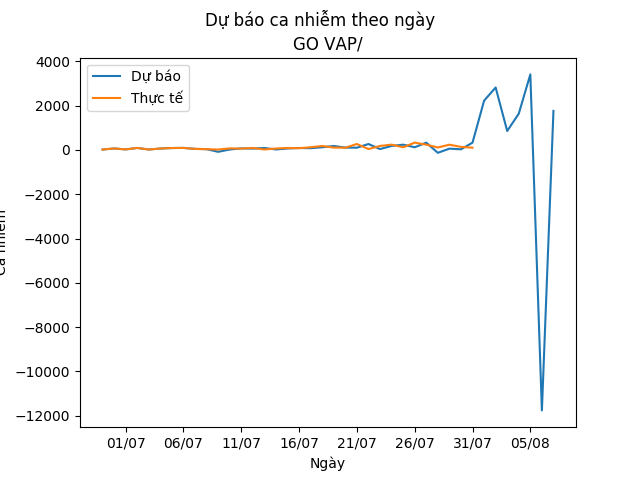 Dự báo ca nhiễm theo ngày
GO VAP/
Dự báo
Thực tế
4000
2000
0
−2000
−4000
−6000
−8000
−10000
−12000
Ca nhiễm
01/07
06/07
11/07
16/07
21/07
26/07
31/07
05/08
Ngày